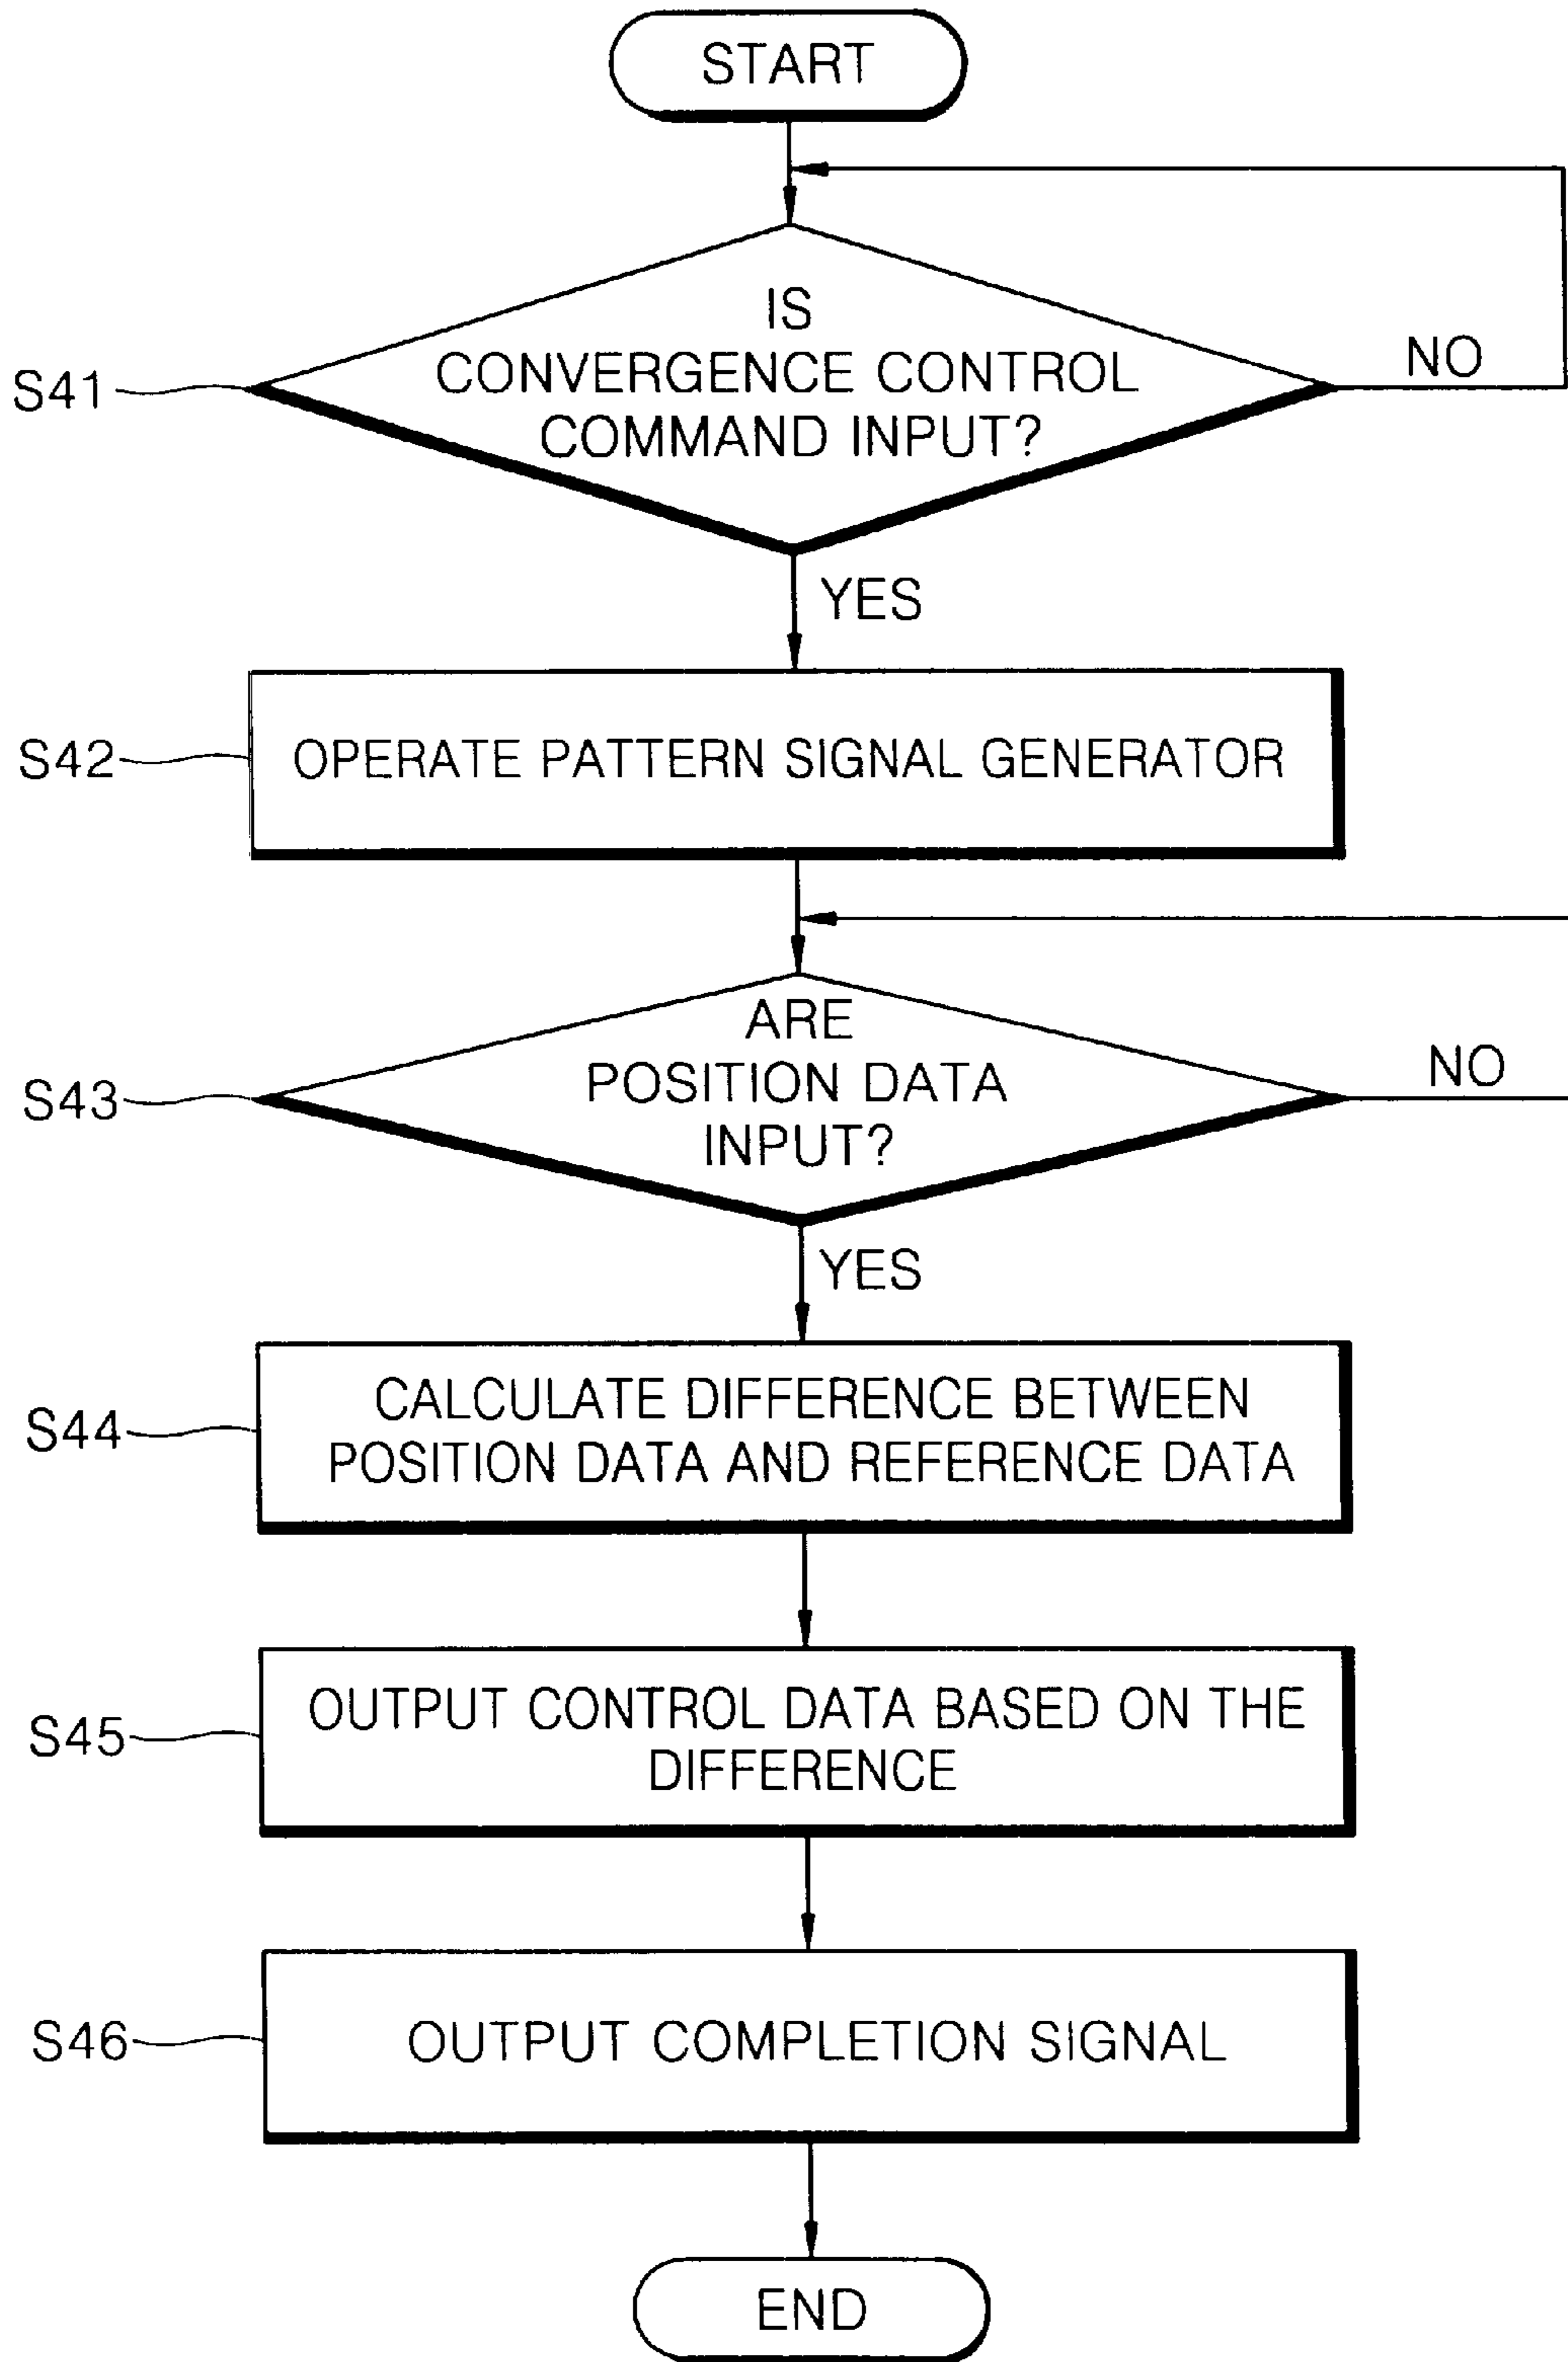 START
IS
CONVERGENCE CONTROL
COMMAND INPUT?
S41
NO
YES
S42
OPERATE PATTERN SIGNAL GENERATOR
ARE
POSITION DATA
INPUT?
S43
NO
YES
S44
CALCULATE DIFFERENCE BETWEEN
POSITION DATA AND REFERENCE DATA
S45
OUTPUT CONTROL DATA BASED ON THE
DIFFERENCE
S46
OUTPUT COMPLETION SIGNAL
END